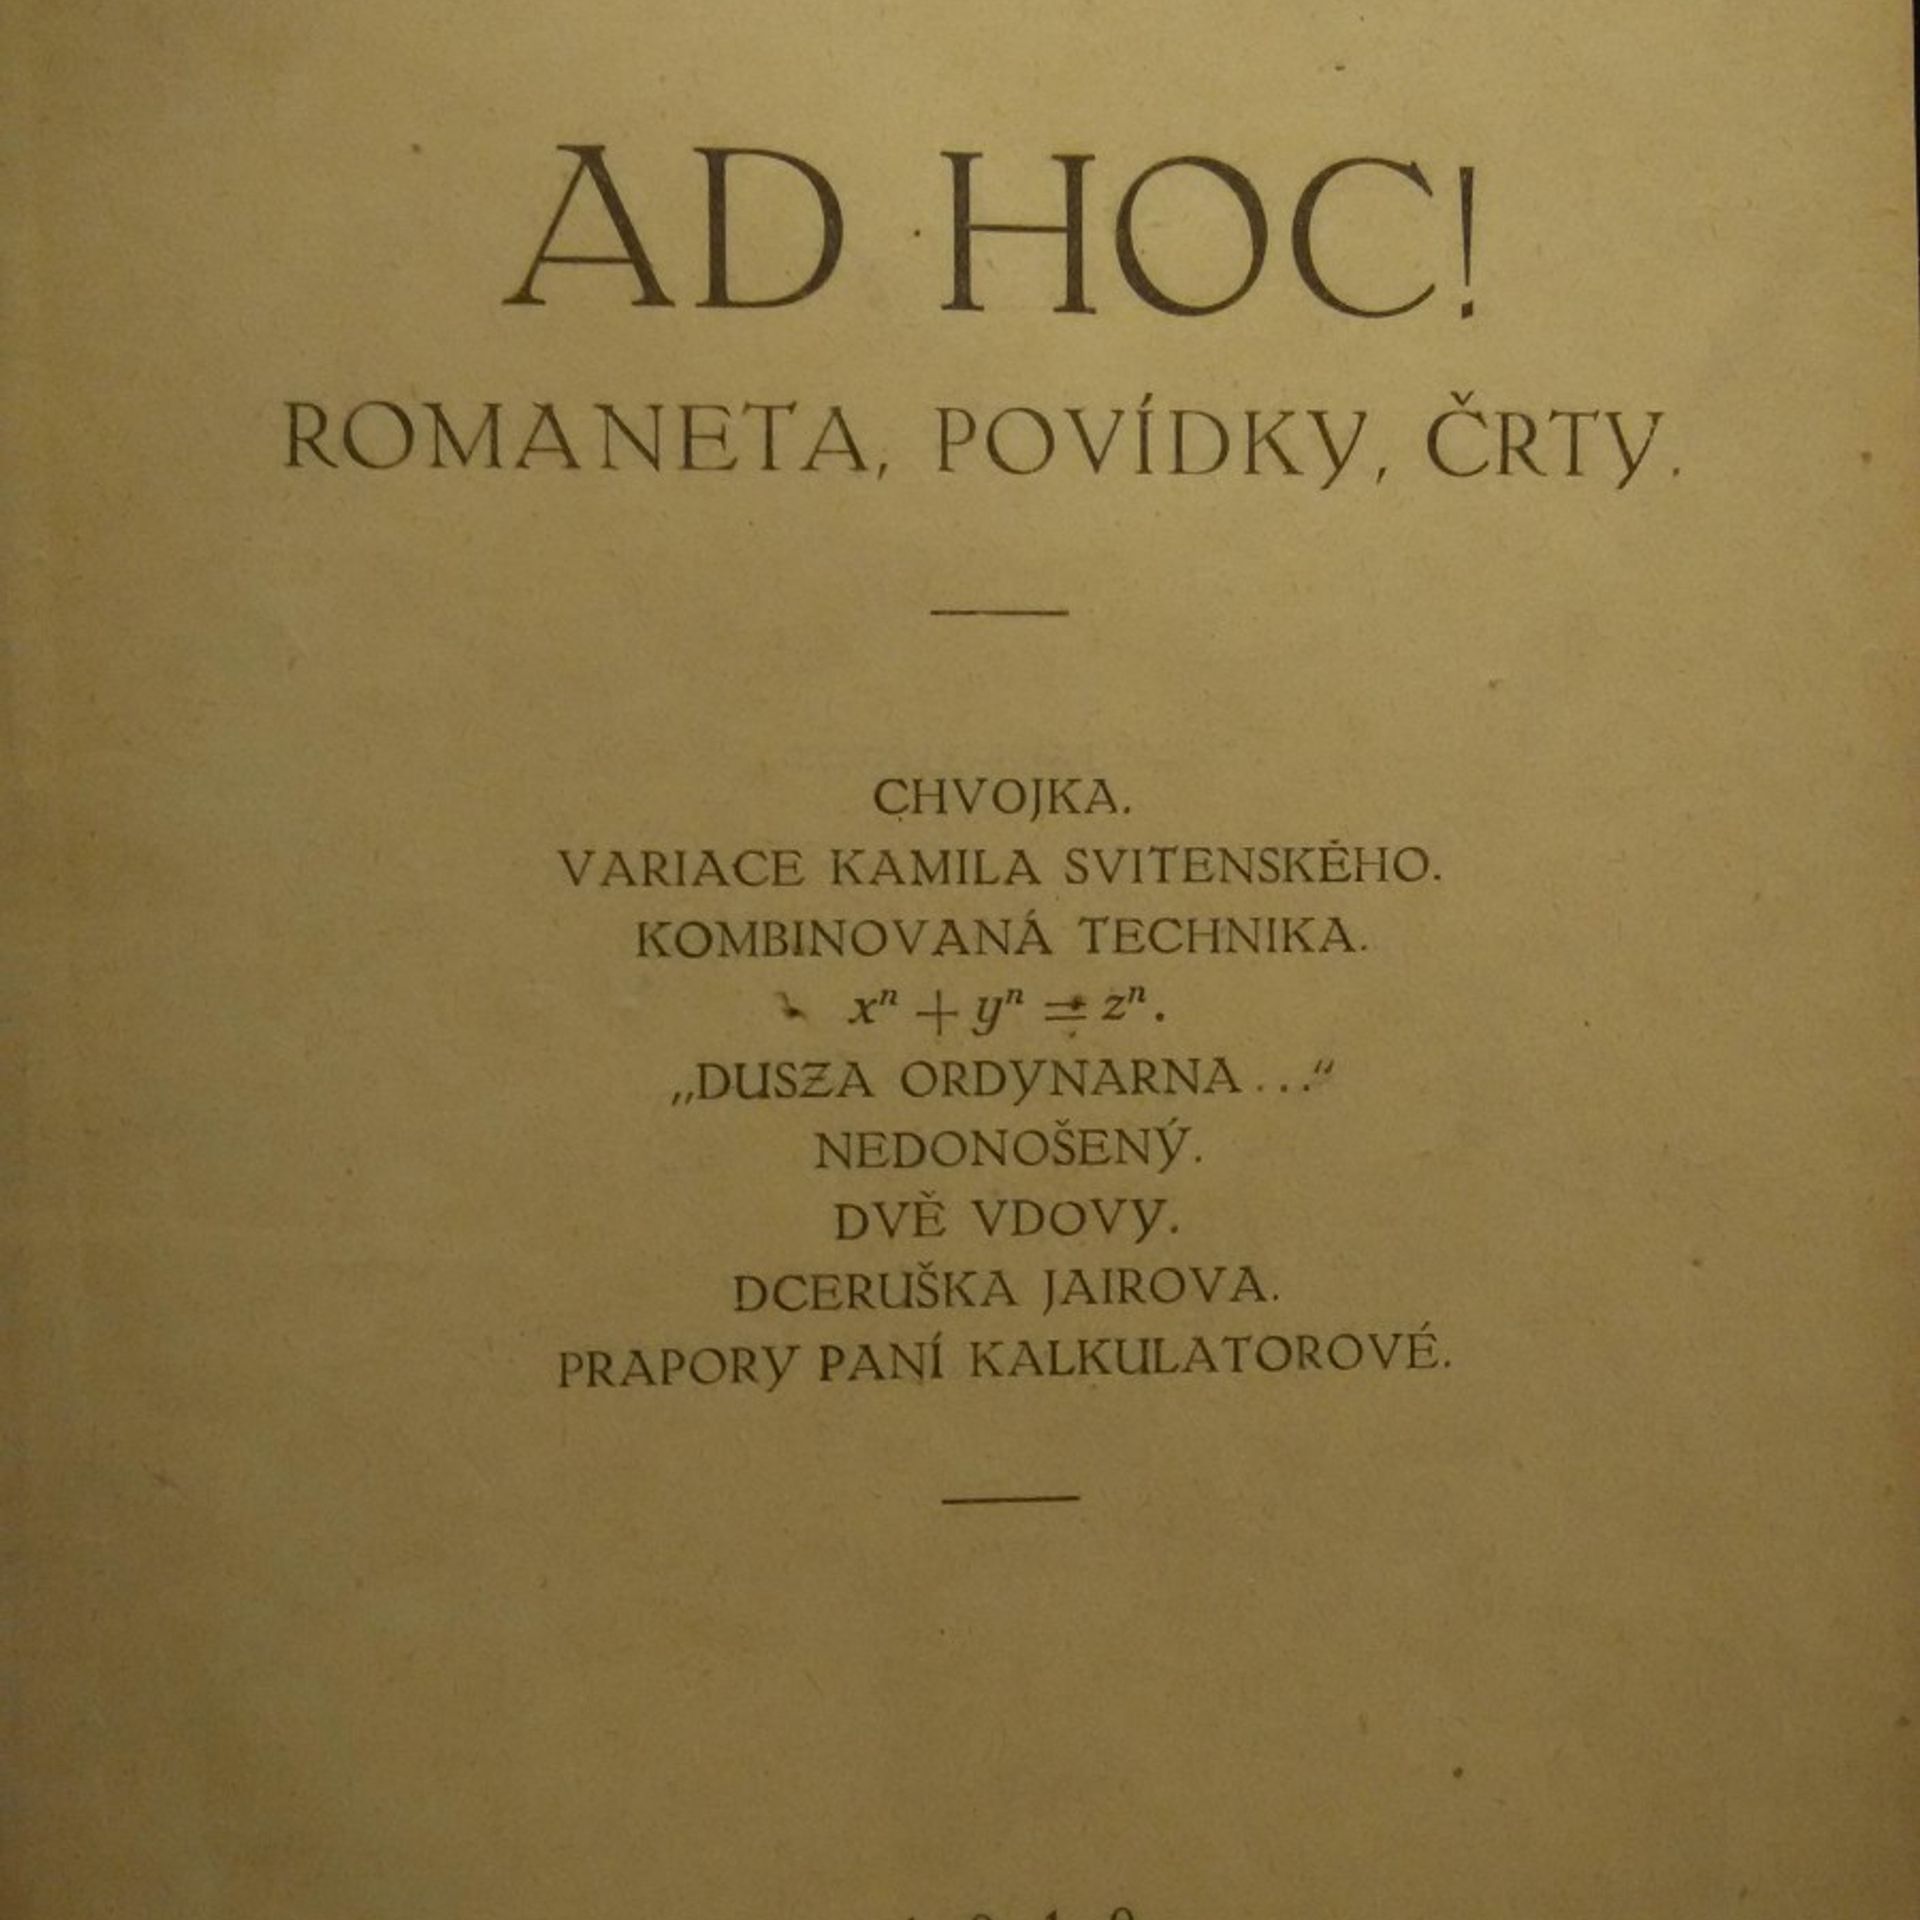 AD HOC!
ROMANETA, POVÍDKY, ČRTY.
CHVOJKA.
VARIACE KAMILA SVITENSKÉHO.
KOMBINOVANÁ TECHNIKA.
xⁿ + yⁿ = zⁿ.
„DUSZA ORDYNARNA..."
NEDONOŠENÝ.
DVĚ VDOVY.
DCERUŠKA JAIROVA.
PRAPORY PANÍ KALKULATOROVÉ.